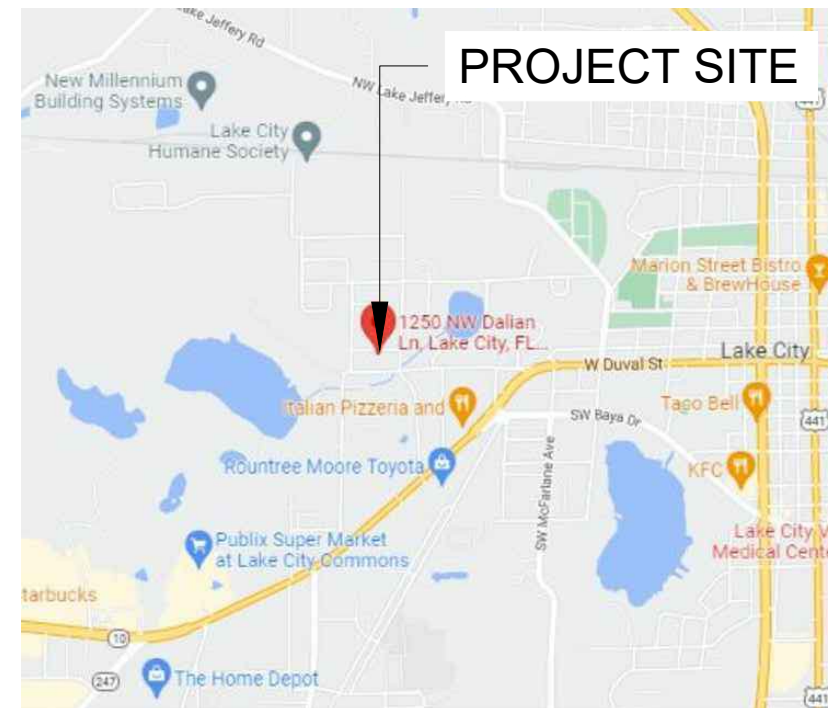 Lake Jeffery Rd
PROJECT SITE
New Millennium
Building Systems
NW Lake Jeffery
441
Lake City
Humane Society
Marion Street Bistro
& BrewHouse
1250 NW Dalian
Ln, Lake City, FL...
W Duval St
Lake City
Italian Pizzeria and
SW Baya Dr
Taco Bell
441
Rountree Moore Toyota
SW McFarlane Ave
KFC
Publix Super Market
at Lake City Commons
Lake City V
Medical Cente
tarbucks
10
247
The Home Depot
441